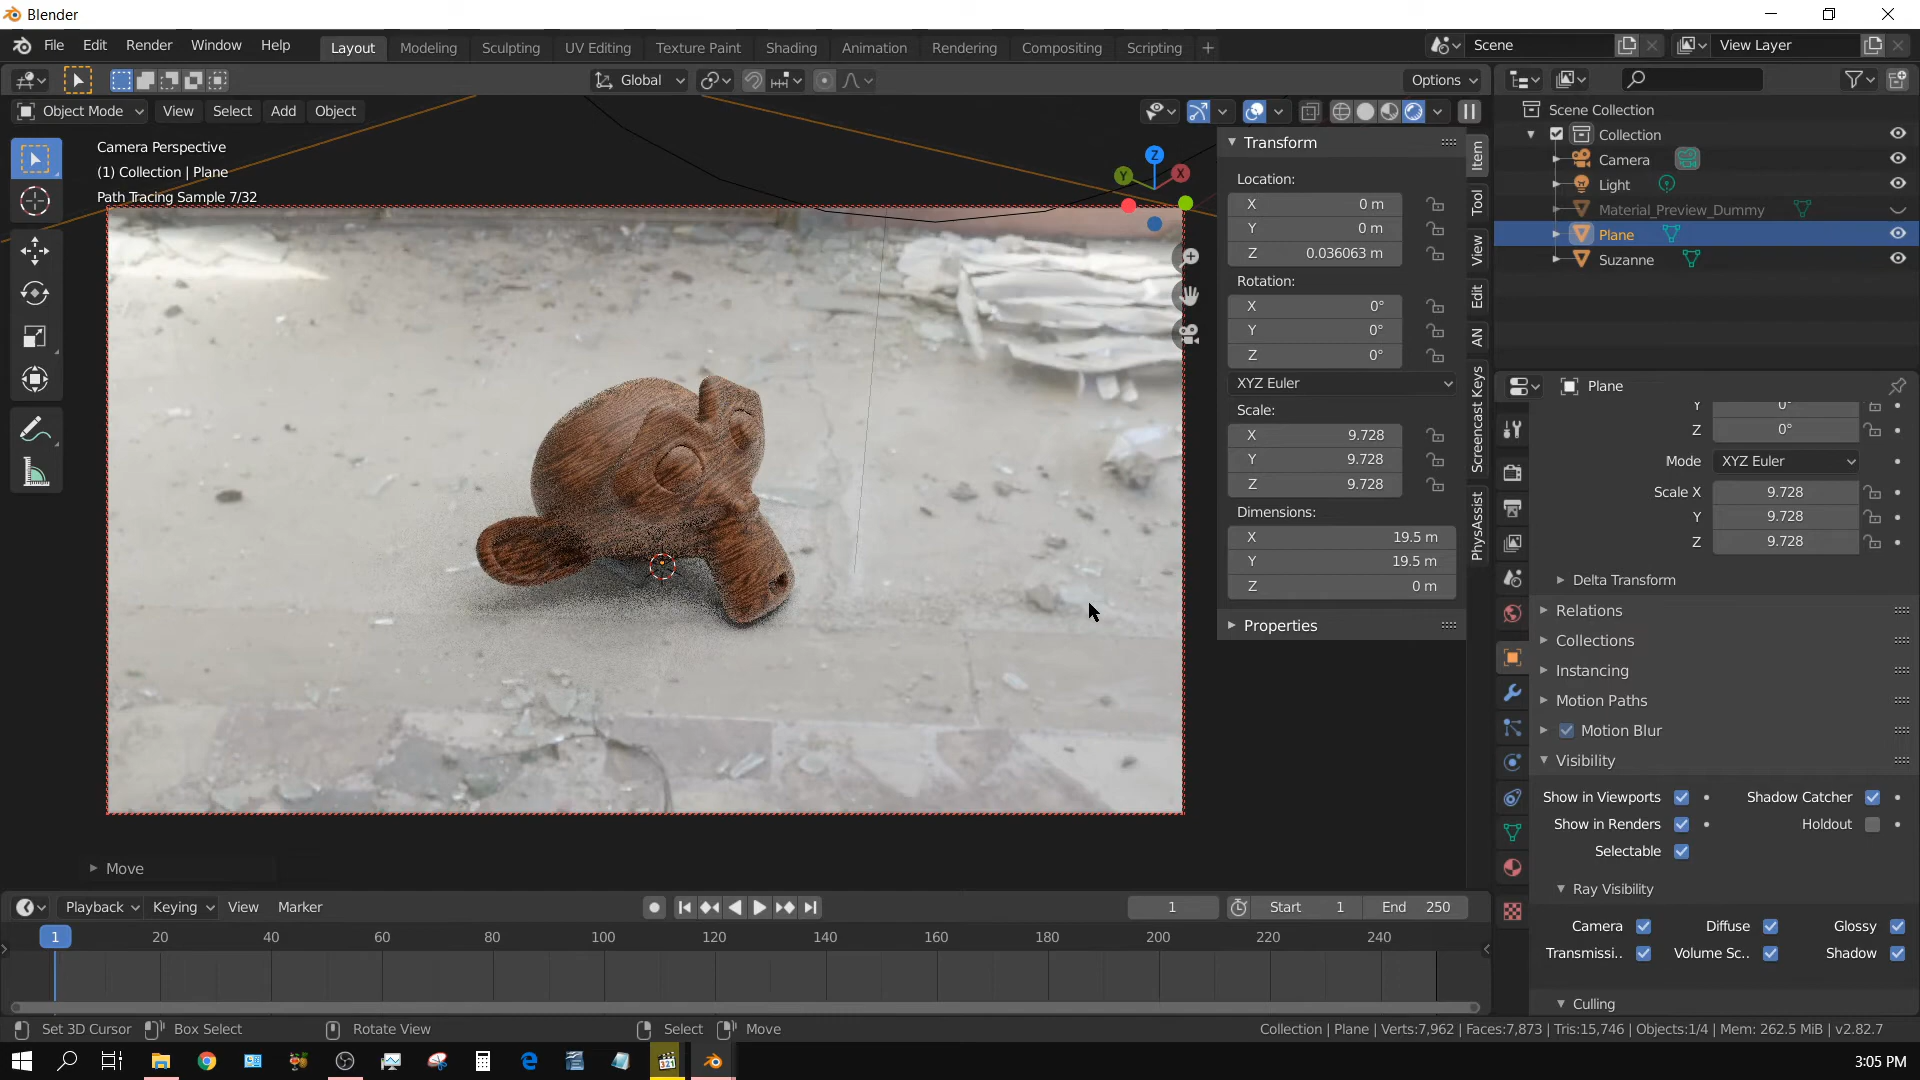 Blender
File Edit Render Window Help Layout Modeling Sculpting UV Editing Texture Paint Shading Animation Rendering Compositing Scripting + Scene View Layer
Global Options
Object Mode View Select Add Object
Camera Perspective
(1) Collection | Plane
Path Tracing Sample 7/32
Z
Y
X
Transform
Location:
X 0 m
Y 0 m
Z 0.036063 m
Rotation:
X 0°
Y 0°
Z 0°
XYZ Euler
Scale:
X 9.728
Y 9.728
Z 9.728
Dimensions:
X 19.5 m
Y 19.5 m
Z 0 m
Properties
Item
Tool
View
Edit
AN
Screencast Keys
PhysAssist
Scene Collection
Collection
Camera
Light
Material_Preview_Dummy
Plane
Suzanne
Plane
Y 0°
Z 0°
Mode XYZ Euler
Scale X 9.728
Y 9.728
Z 9.728
Delta Transform
Relations
Collections
Instancing
Motion Paths
Motion Blur
Visibility
Show in Viewports Shadow Catcher
Show in Renders Holdout
Selectable
Ray Visibility
Camera Diffuse Glossy
Transmissi.. Volume Sc.. Shadow
Culling
Move
Playback Keying View Marker 1 Start 1 End 250
1 20 40 60 80 100 120 140 160 180 200 220 240
Set 3D Cursor Box Select Rotate View Select Move Collection | Plane | Verts:7,962 | Faces:7,873 | Tris:15,746 | Objects:1/4 | Mem: 262.5 MiB | v2.82.7
321
3:05 PM